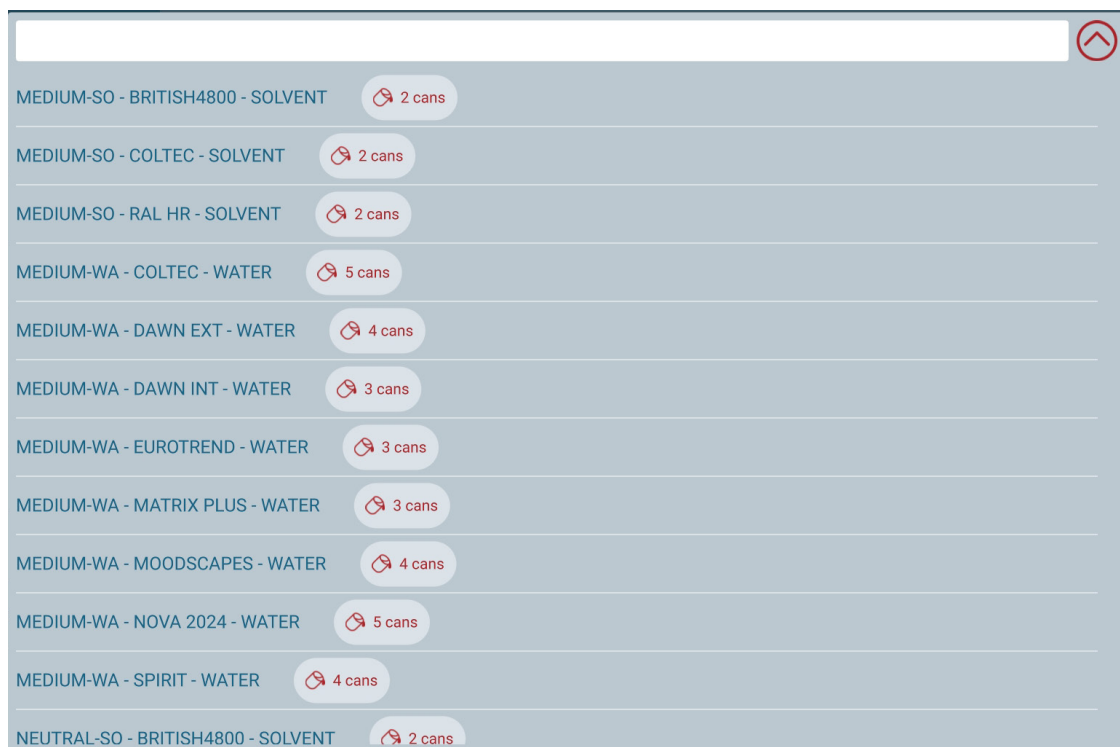 MEDIUM-SO - BRITISH4800 - SOLVENT 2 cans
MEDIUM-SO - COLTEC - SOLVENT 2 cans
MEDIUM-SO - RAL HR - SOLVENT 2 cans
MEDIUM-WA - COLTEC - WATER 5 cans
MEDIUM-WA - DAWN EXT - WATER 4 cans
MEDIUM-WA - DAWN INT - WATER 3 cans
MEDIUM-WA - EUROTREND - WATER 3 cans
MEDIUM-WA - MATRIX PLUS - WATER 3 cans
MEDIUM-WA - MOODSCAPES - WATER 4 cans
MEDIUM-WA - NOVA 2024 - WATER 5 cans
MEDIUM-WA - SPIRIT - WATER 4 cans
NEUTRAL-SO - BRITISH4800 - SOLVENT 2 cans